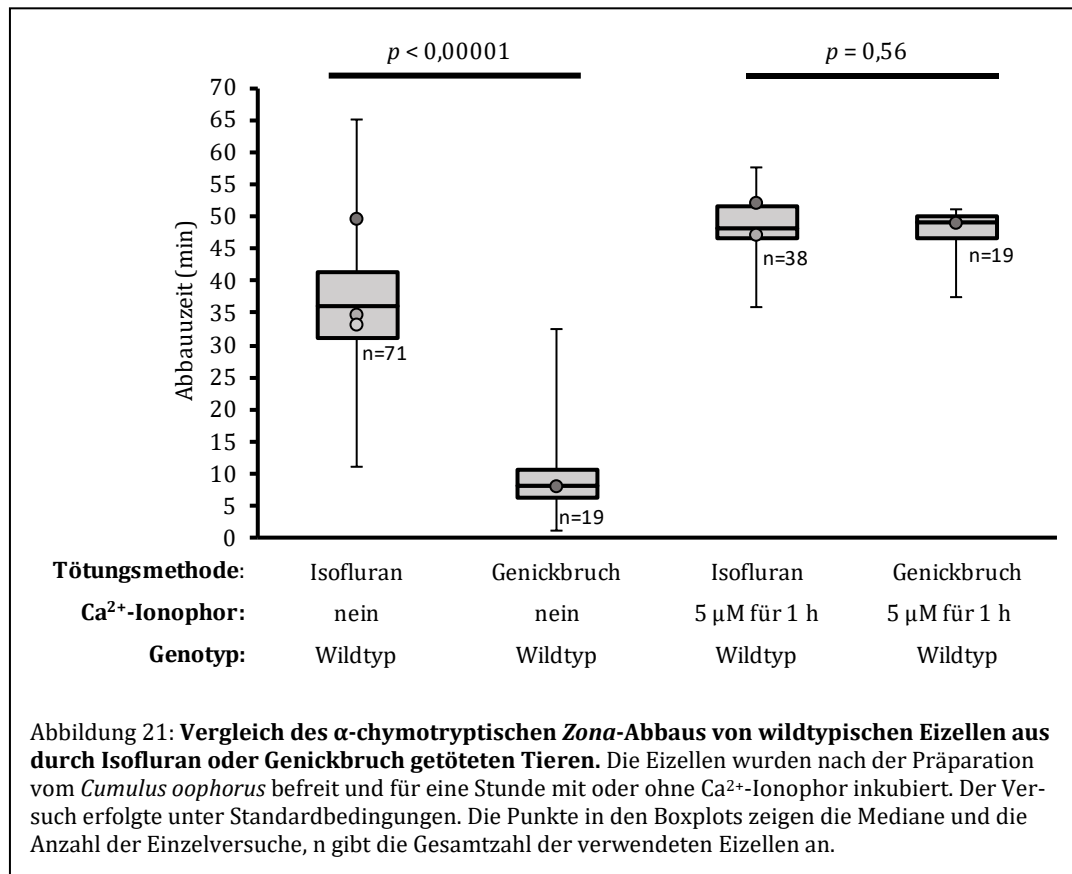 p < 0,00001
p = 0,56
Abbauuzeit (min)
70
65
60
55
50
45
40
35
30
25
20
15
10
5
0
n=71
n=19
n=38
n=19
Tötungsmethode: Isofluran Genickbruch Isofluran Genickbruch
Ca²⁺-Ionophor: nein nein 5 µM für 1 h 5 µM für 1 h
Genotyp: Wildtyp Wildtyp Wildtyp Wildtyp
Abbildung 21: Vergleich des α-chymotryptischen Zona-Abbaus von wildtypischen Eizellen aus
durch Isofluran oder Genickbruch getöteten Tieren. Die Eizellen wurden nach der Präparation
vom Cumulus oophorus befreit und für eine Stunde mit oder ohne Ca²⁺-Ionophor inkubiert. Der Ver-
such erfolgte unter Standardbedingungen. Die Punkte in den Boxplots zeigen die Mediane und die
Anzahl der Einzelversuche, n gibt die Gesamtzahl der verwendeten Eizellen an.